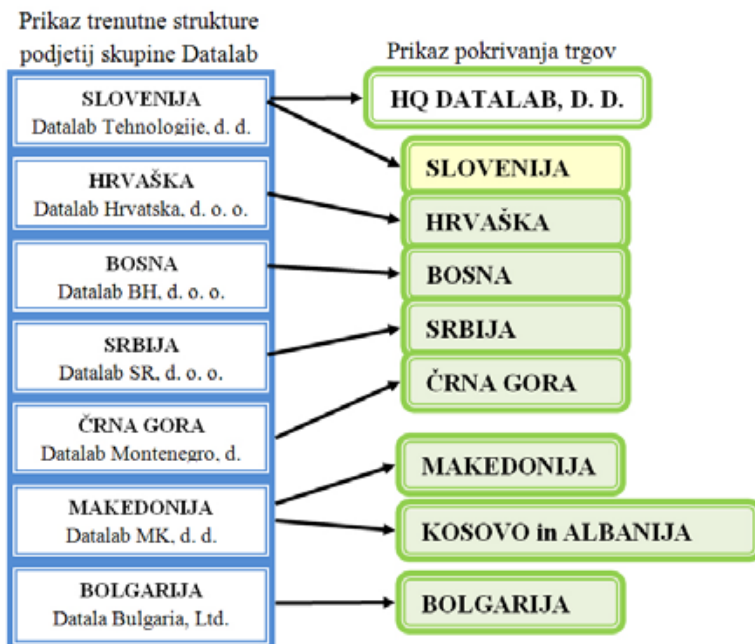 Prikaz trenutne strukture
podjetij skupine Datalab
SLOVENIJA
Datalab Tehnologije, d. d.
HRVAŠKA
Datalab Hrvatska, d. o. o.
BOSNA
Datalab BH, d. o. o.
SRBIJA
Datalab SR, d. o. o.
ČRNA GORA
Datalab Montenegro, d.
MAKEDONIJA
Datalab MK, d. d.
BOLGARIJA
Datala Bulgaria, Ltd.
Prikaz pokrivanja trgov
HQ DATALAB, D. D.
SLOVENIJA
HRVAŠKA
BOSNA
SRBIJA
ČRNA GORA
MAKEDONIJA
KOSOVO in ALBANIJA
BOLGARIJA